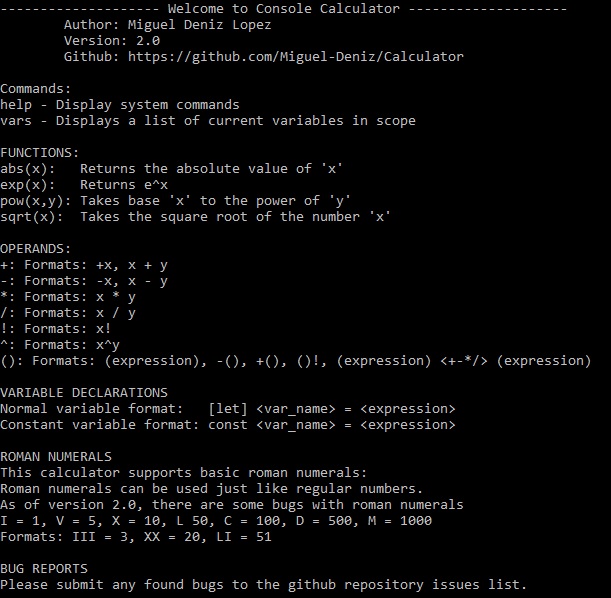 -------------------- Welcome to Console Calculator --------------------
Author: Miguel Deniz Lopez
Version: 2.0
Github: https://github.com/Miguel-Deniz/Calculator
Commands:
help - Display system commands
vars - Displays a list of current variables in scope
FUNCTIONS:
abs(x):   Returns the absolute value of 'x'
exp(x):   Returns e^x
pow(x,y): Takes base 'x' to the power of 'y'
sqrt(x):  Takes the square root of the number 'x'
OPERANDS:
+: Formats: +x, x + y
-: Formats: -x, x - y
*: Formats: x * y
/: Formats: x / y
!: Formats: x!
^: Formats: x^y
(): Formats: (expression), -(), +(), ()!, (expression) <+-*/> (expression)
VARIABLE DECLARATIONS
Normal variable format:   [let] <var_name> = <expression>
Constant variable format: const <var_name> = <expression>
ROMAN NUMERALS
This calculator supports basic roman numerals:
Roman numerals can be used just like regular numbers.
As of version 2.0, there are some bugs with roman numerals
I = 1, V = 5, X = 10, L 50, C = 100, D = 500, M = 1000
Formats: III = 3, XX = 20, LI = 51
BUG REPORTS
Please submit any found bugs to the github repository issues list.